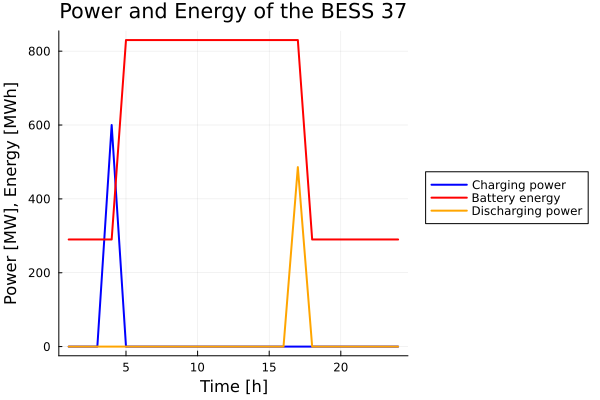 Power and Energy of the BESS 37
Power [MW], Energy [MWh]
800
600
400
200
0
5
10
15
20
Time [h]
Charging power
Battery energy
Discharging power